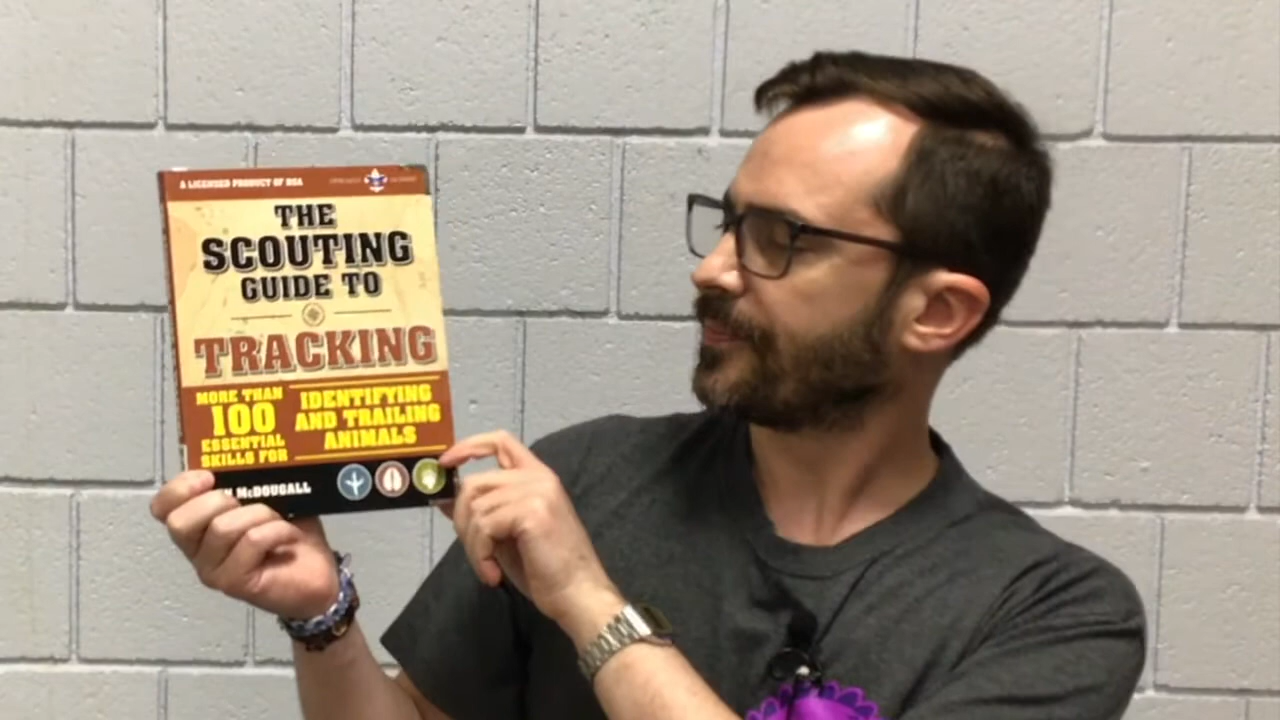 A LICENSED PRODUCT OF BSA
THE
SCOUTING
GUIDE TO
TRACKING
MORE THAN
100
ESSENTIAL
SKILLS FOR
IDENTIFYING
AND TRAILING
ANIMALS
McDOUGALL